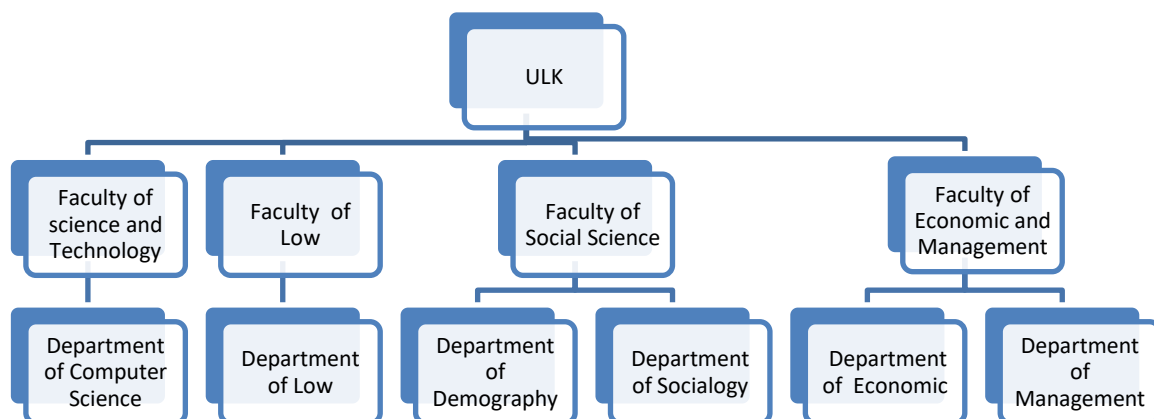 ULK
Faculty of
science and
Technology
Faculty of
Low
Faculty of
Social Science
Faculty of
Economic and
Management
Department
of Computer
Science
Department
of Low
Department
of
Demography
Department
of Socialogy
Department
of Economic
Department
of
Management